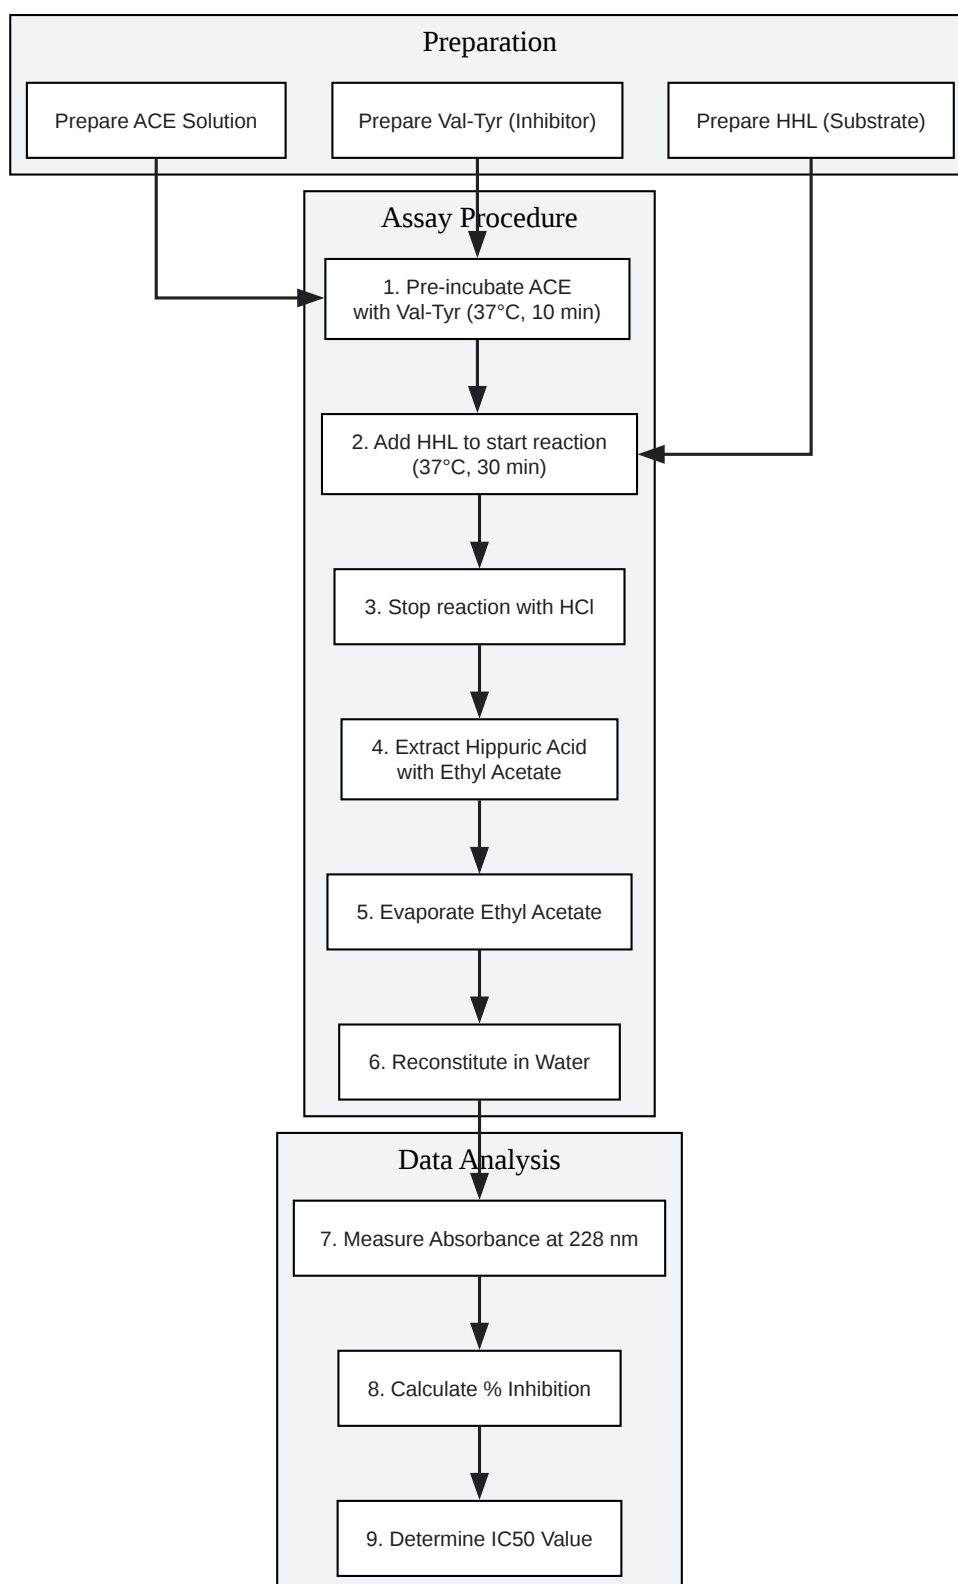 Preparation
Prepare ACE Solution
Prepare Val-Tyr (Inhibitor)
Prepare HHL (Substrate)
Assay Procedure
1. Pre-incubate ACE
with Val-Tyr (37°C, 10 min)
2. Add HHL to start reaction
(37°C, 30 min)
3. Stop reaction with HCl
4. Extract Hippuric Acid
with Ethyl Acetate
5. Evaporate Ethyl Acetate
6. Reconstitute in Water
Data Analysis
7. Measure Absorbance at 228 nm
8. Calculate % Inhibition
9. Determine IC50 Value